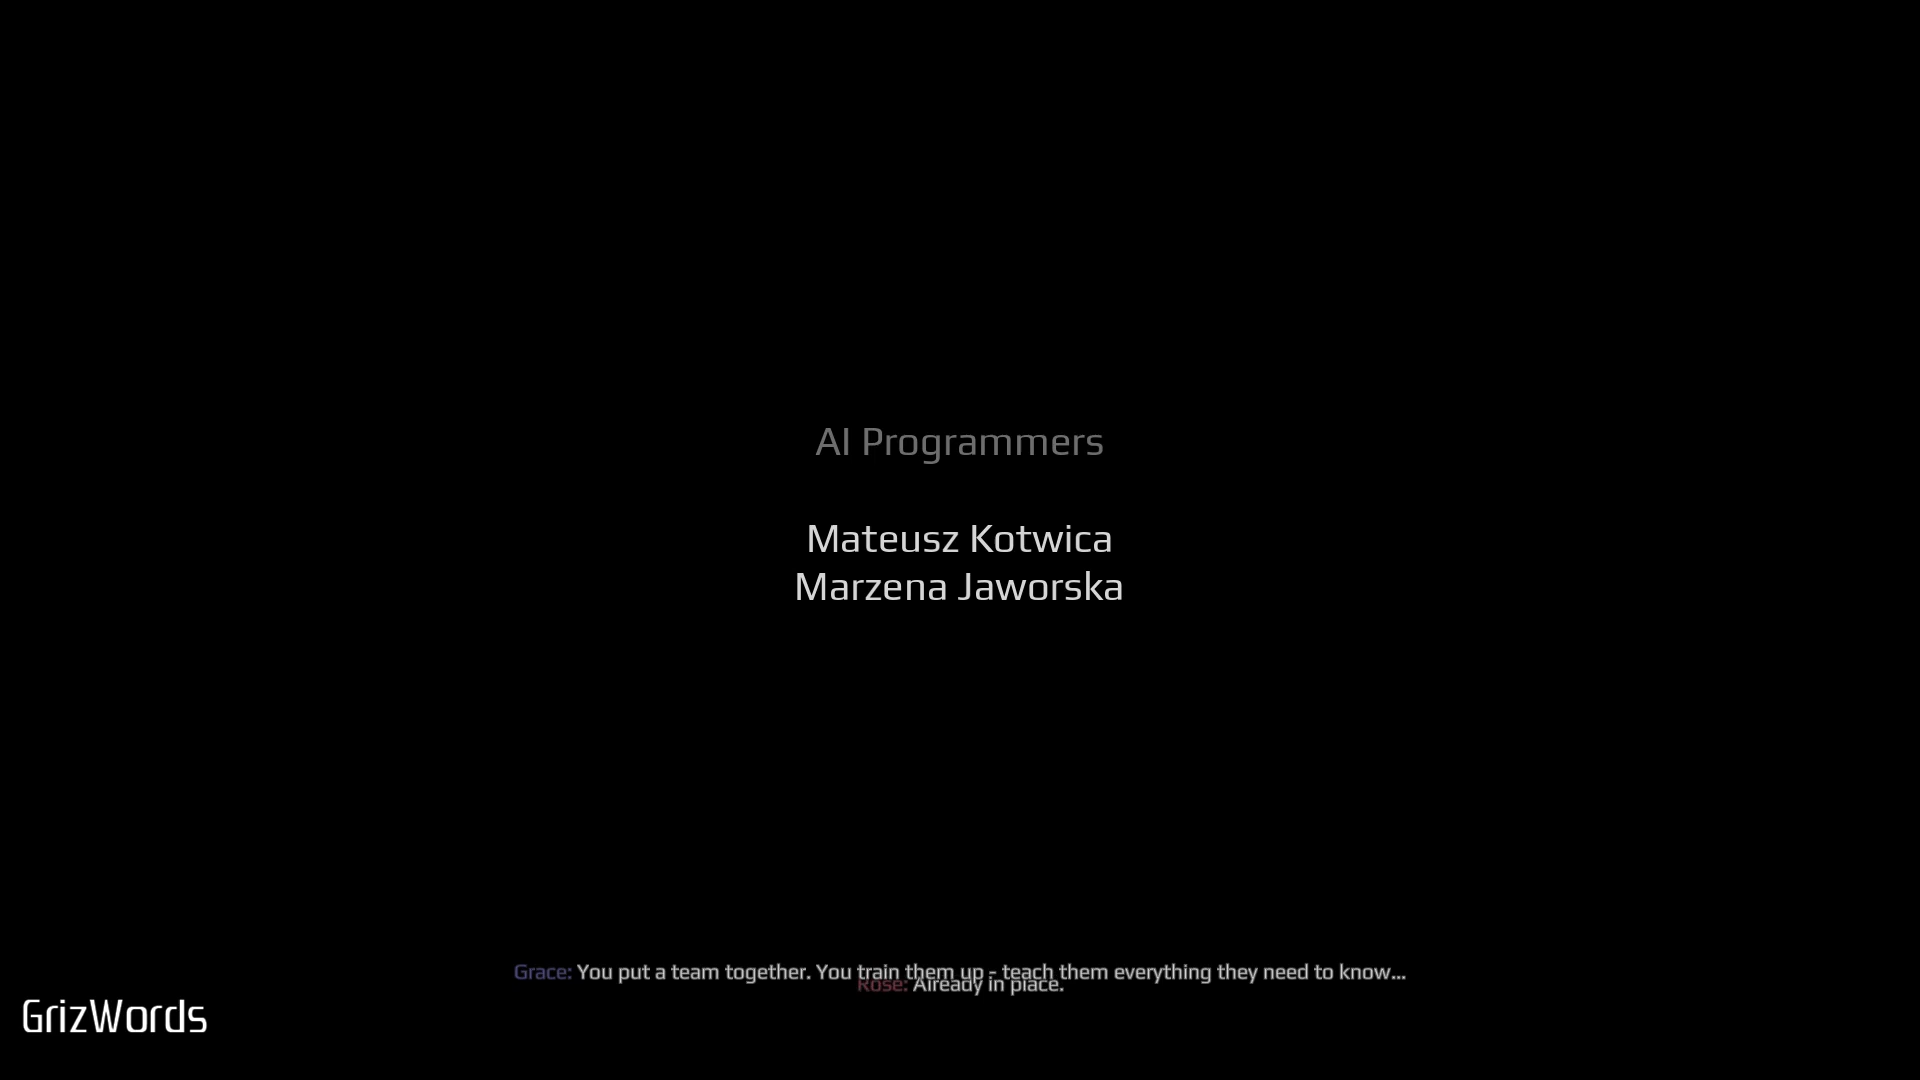 AI Programmers
Mateusz Kotwica
Marzena Jaworska
Grace: You put a team together. You train them up - teach them everything they need to know...
Rose: Already in place.
GrizWords